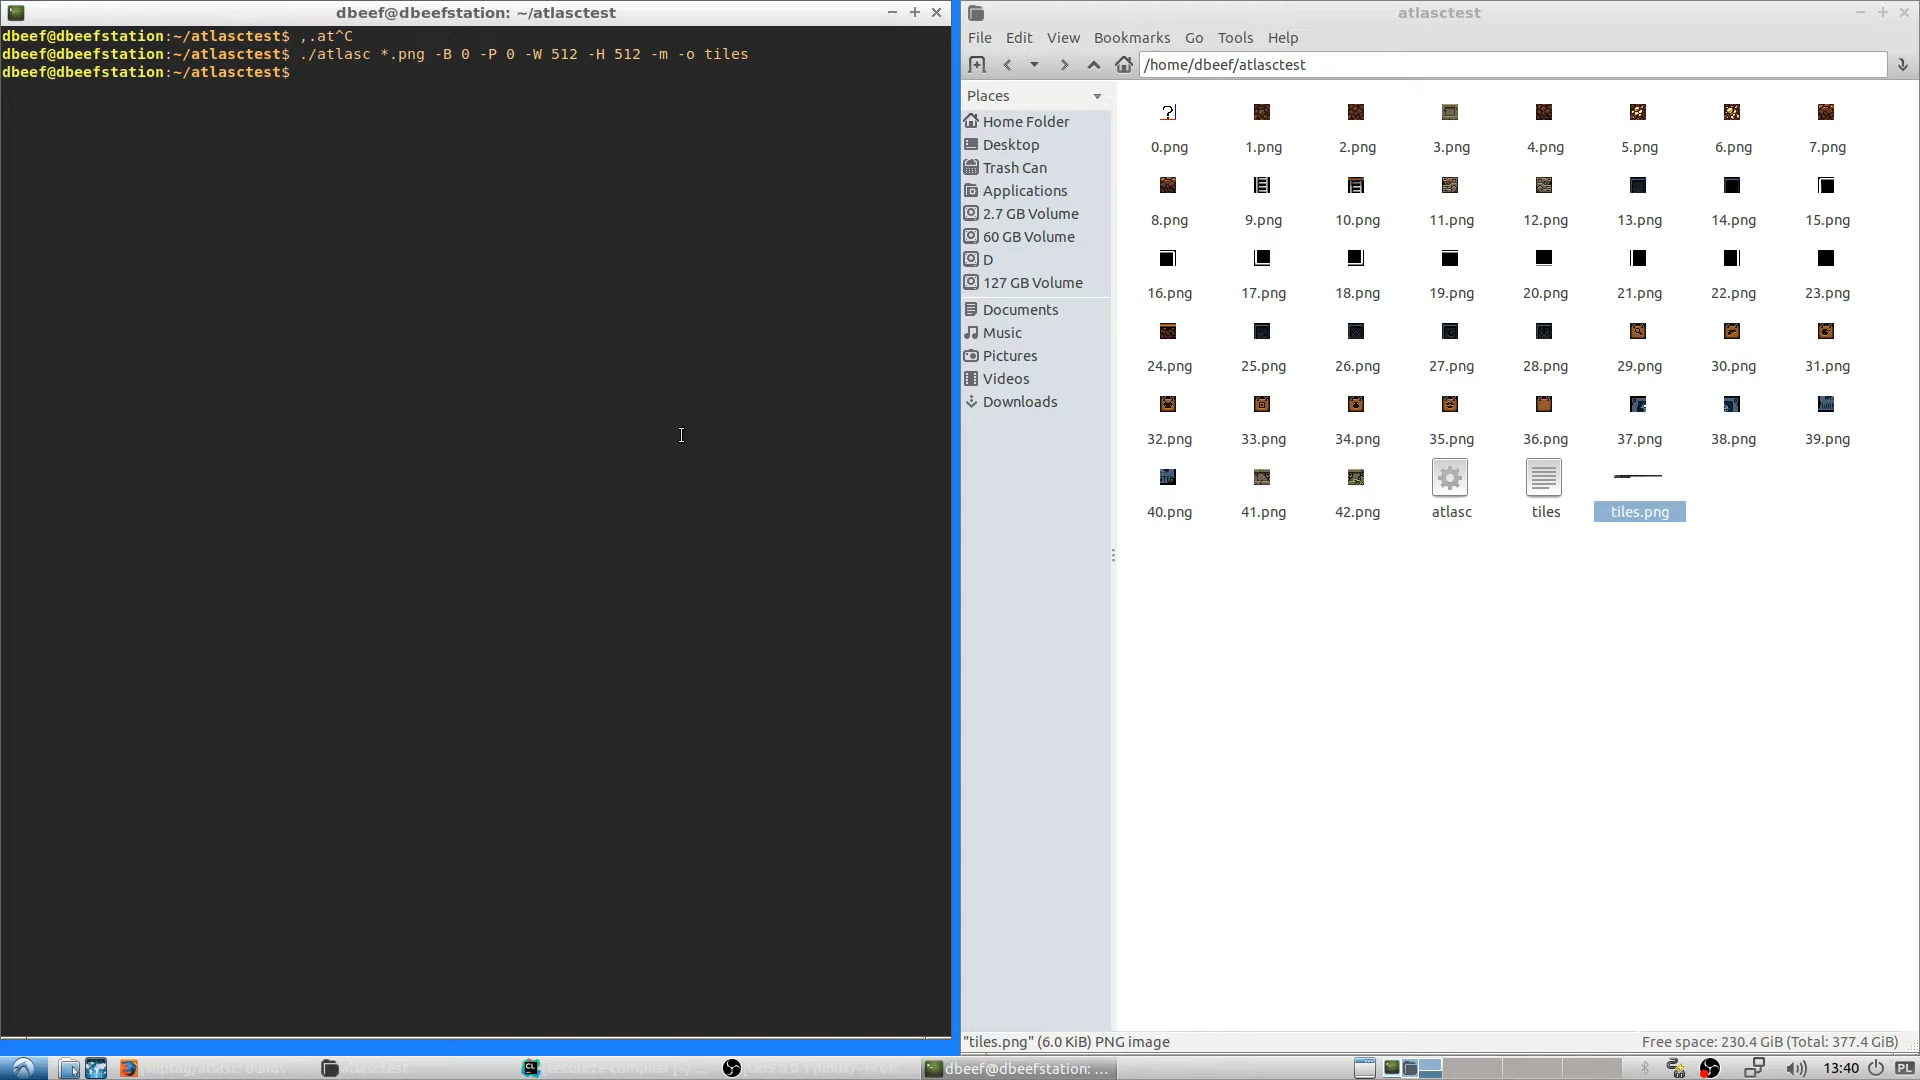 dbeef@dbeefstation: ~/atlasctest
dbeef@dbeefstation:~/atlasctest$ ,.at^C
dbeef@dbeefstation:~/atlasctest$ ./atlasc *.png -B 0 -P 0 -W 512 -H 512 -m -o tiles
dbeef@dbeefstation:~/atlasctest$
atlasctest
File Edit View Bookmarks Go Tools Help
/home/dbeef/atlasctest
Places
Home Folder
Desktop
Trash Can
Applications
2.7 GB Volume
60 GB Volume
D
127 GB Volume
Documents
Music
Pictures
Videos
Downloads
?
0.png 1.png 2.png 3.png 4.png 5.png 6.png 7.png
8.png 9.png 10.png 11.png 12.png 13.png 14.png 15.png
16.png 17.png 18.png 19.png 20.png 21.png 22.png 23.png
24.png 25.png 26.png 27.png 28.png 29.png 30.png 31.png
32.png 33.png 34.png 35.png 36.png 37.png 38.png 39.png
40.png 41.png 42.png atlasc tiles tiles.png
"tiles.png" (6.0 KiB) PNG image
Free space: 230.4 GiB (Total: 377.4 GiB)
atlasctest
CL
dbeef@dbeefstation: ...
13:40
PL